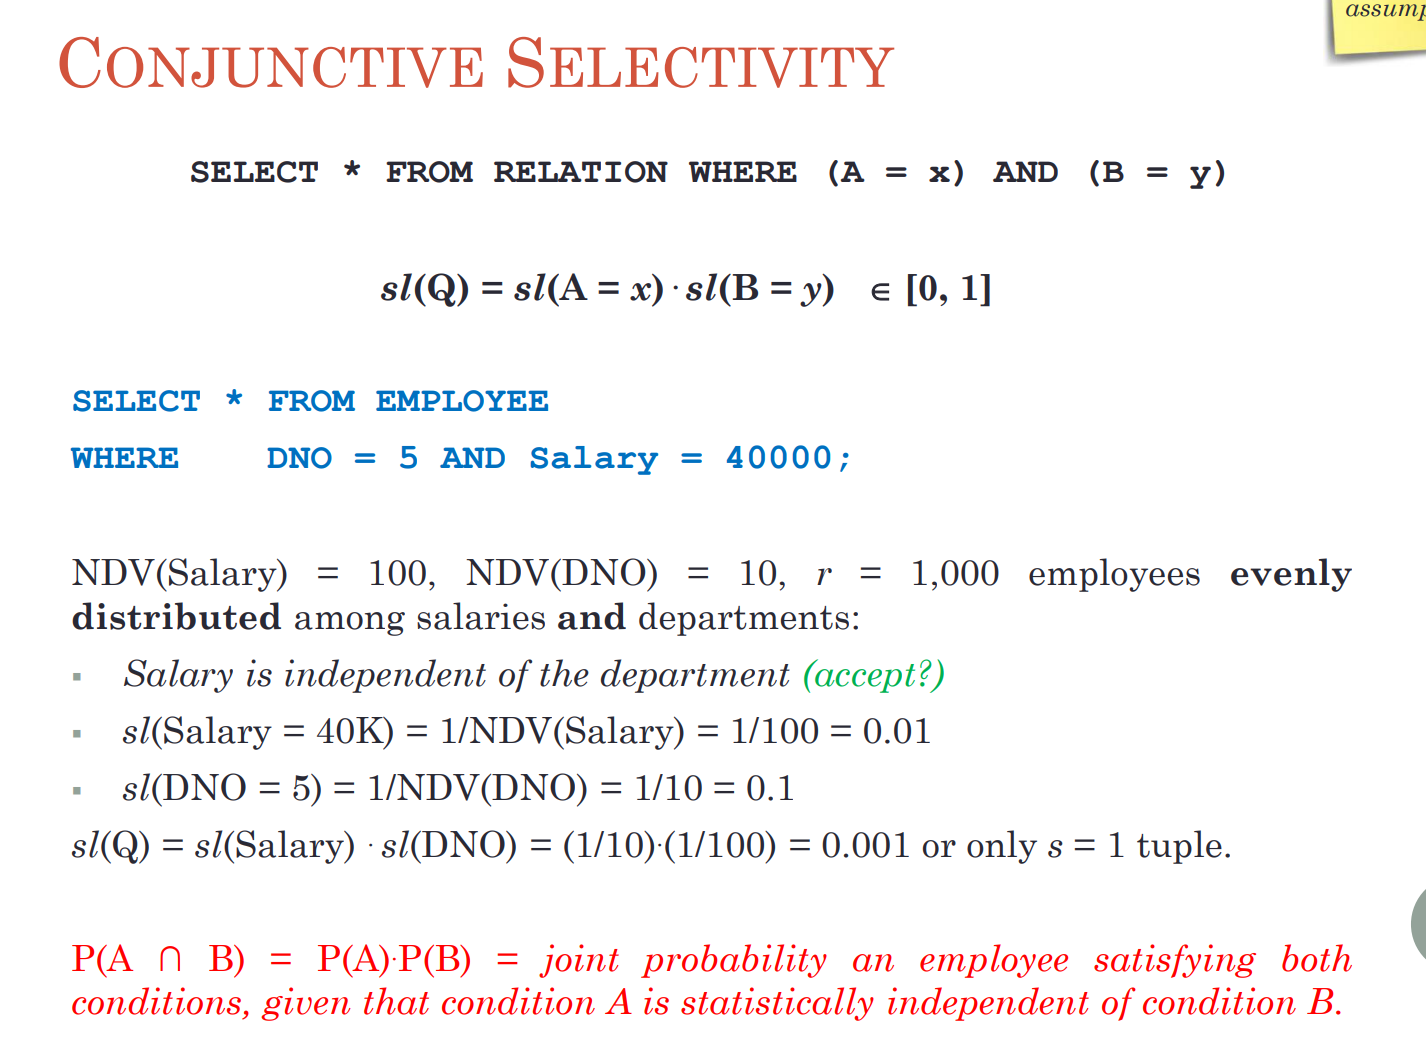 assump
CONJUNCTIVE SELECTIVITY
SELECT * FROM RELATION WHERE (A = x) AND (B = y)
sl(Q) = sl(A = x) · sl(B = y) ∈ [0, 1]
SELECT * FROM EMPLOYEE
WHERE DNO = 5 AND Salary = 40000;
NDV(Salary) = 100, NDV(DNO) = 10, r = 1,000 employees evenly
distributed among salaries and departments:
▪ Salary is independent of the department (accept?)
▪ sl(Salary = 40K) = 1/NDV(Salary) = 1/100 = 0.01
▪ sl(DNO = 5) = 1/NDV(DNO) = 1/10 = 0.1
sl(Q) = sl(Salary) · sl(DNO) = (1/10)·(1/100) = 0.001 or only s = 1 tuple.
P(A ∩ B) = P(A)·P(B) = joint probability an employee satisfying both
conditions, given that condition A is statistically independent of condition B.